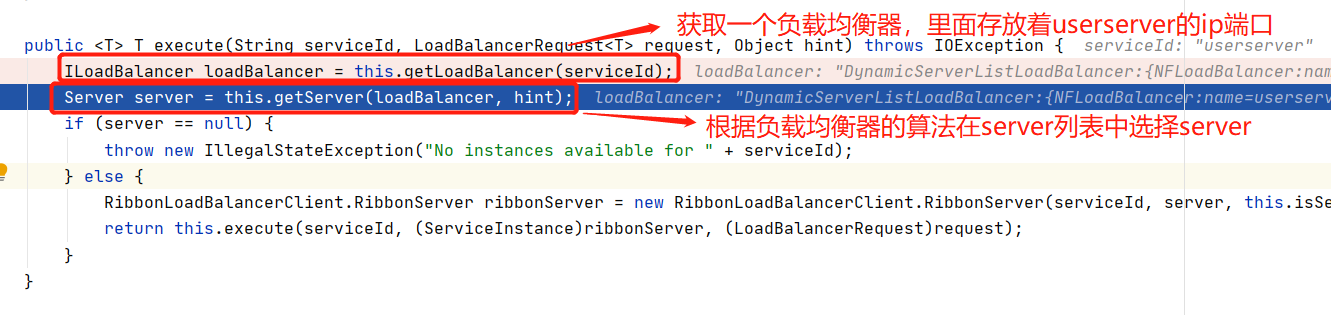 获取一个负载均衡器，里面存放着userserver的ip端口
public <T> T execute(String serviceId, LoadBalancerRequest<T> request, Object hint) throws IOException { serviceId: "userserver"
ILoadBalancer loadBalancer = this.getLoadBalancer(serviceId); loadBalancer: "DynamicServerListLoadBalancer:{NFLoadBalancer:nam
Server server = this.getServer(loadBalancer, hint); loadBalancer: "DynamicServerListLoadBalancer:{NFLoadBalancer:name=userserv
if (server == null) {
根据负载均衡器的算法在server列表中选择server
throw new IllegalStateException("No instances available for " + serviceId);
} else {
RibbonLoadBalancerClient.RibbonServer ribbonServer = new RibbonLoadBalancerClient.RibbonServer(serviceId, server, this.isSe
return this.execute(serviceId, (ServiceInstance)ribbonServer, (LoadBalancerRequest)request);
}
}